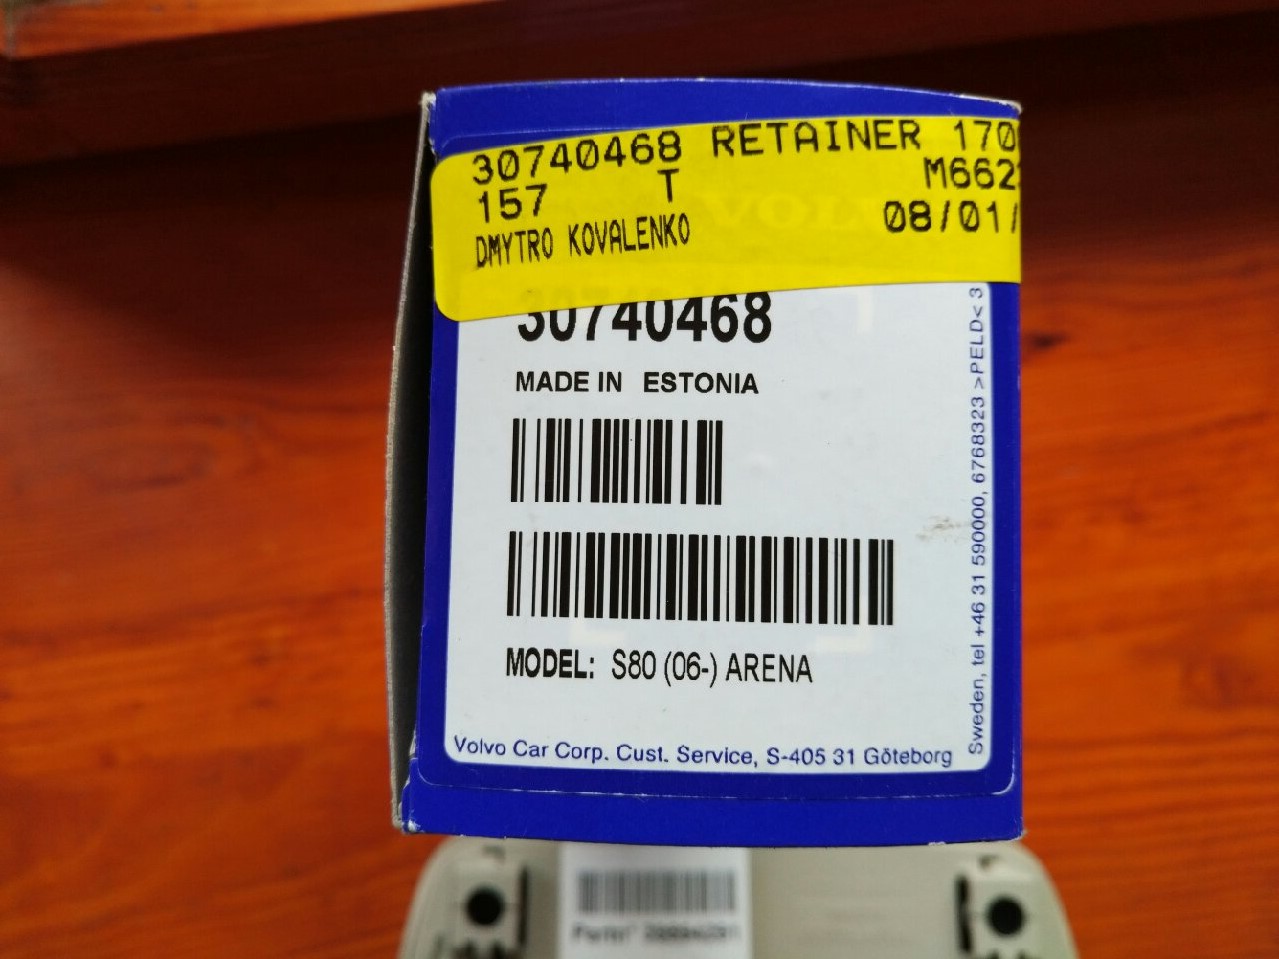 30740468 RETAINER 170
157 T M662
DMYTRO KOVALENKO 08/01/
VOLVO
30740468
MADE IN ESTONIA
MODEL: S80 (06-) ARENA
Volvo Car Corp. Cust. Service, S-405 31 Göteborg
Sweden, tel +46 31 590000, 6768323 >PELD< 3